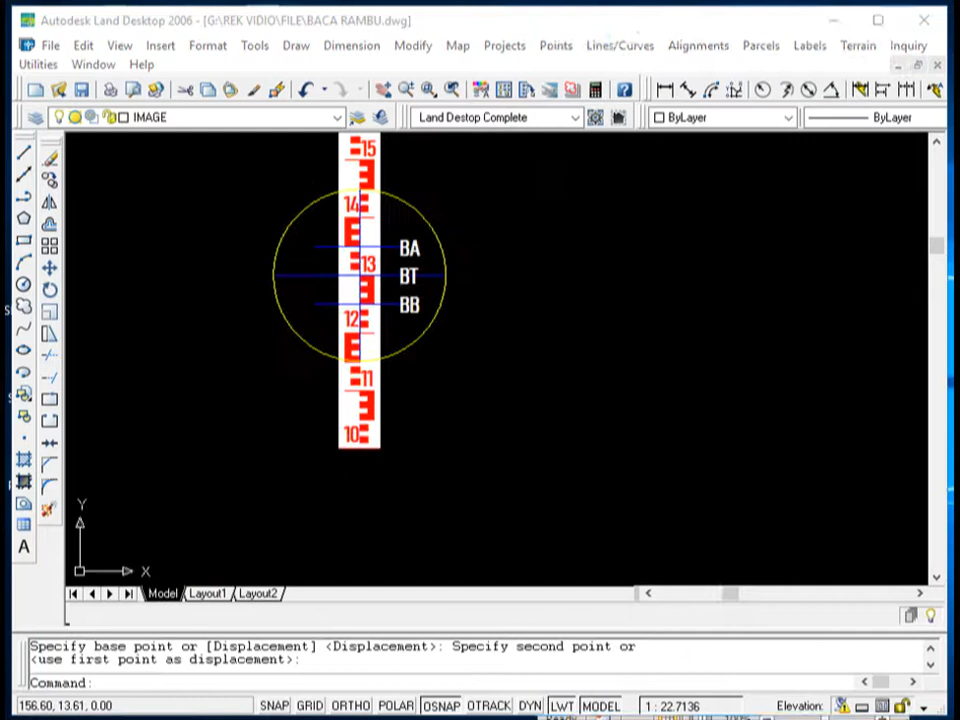 Autodesk Land Desktop 2006 - [G:\REK VIDIO\FILE\BACA RAMBU.dwg]
File Edit View Insert Format Tools Draw Dimension Modify Map Projects Points Lines/Curves Alignments Parcels Labels Terrain Inquiry
Utilities Window Help
IMAGE Land Destop Complete ByLayer ByLayer
15
14
BA
13
BT
BB
12
11
10
Y
X
A
Model Layout1 Layout2
Specify base point or [Displacement] <Displacement>: Specify second point or
<use first point as displacement>:
Command:
156.60, 13.61, 0.00 SNAP GRID ORTHO POLAR OSNAP OTRACK DYN LWT MODEL 1 : 22.7136 Elevation: